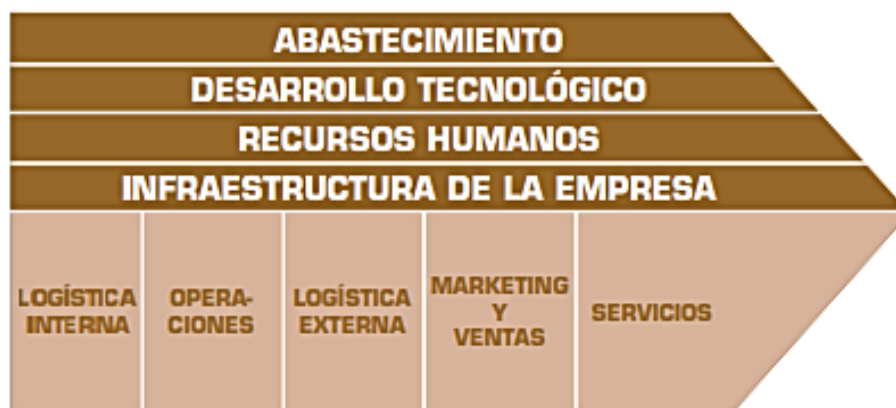 ABASTECIMIENTO
DESARROLLO TECNOLÓGICO
RECURSOS HUMANOS
INFRAESTRUCTURA DE LA EMPRESA
LOGÍSTICA
INTERNA
OPERA-
CIONES
LOGÍSTICA
EXTERNA
MARKETING
Y
VENTAS
SERVICIOS